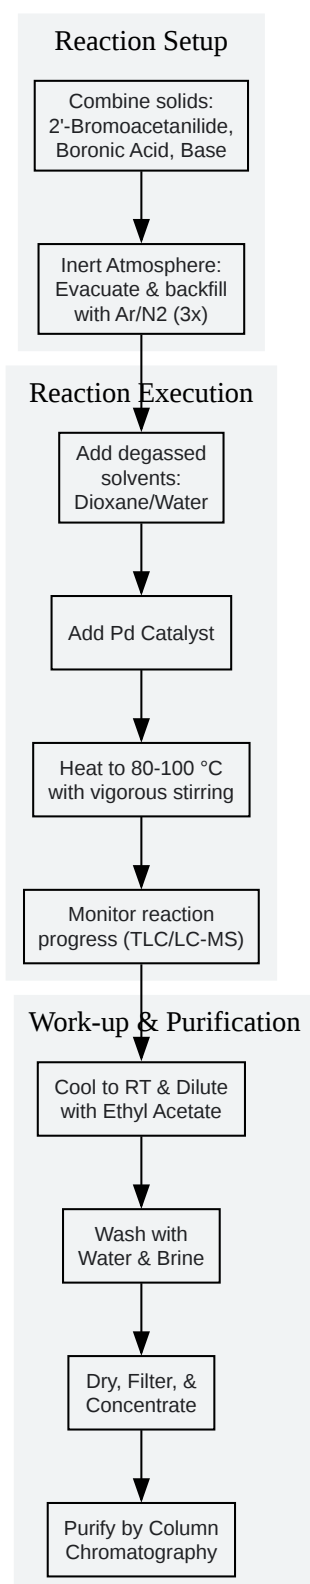 Reaction Setup
Combine solids:
2'-Bromoacetanilide,
Boronic Acid, Base
Inert Atmosphere:
Evacuate & backfill
with Ar/N2 (3x)
Reaction Execution
Add degassed
solvents:
Dioxane/Water
Add Pd Catalyst
Heat to 80-100 °C
with vigorous stirring
Monitor reaction
progress (TLC/LC-MS)
Work-up & Purification
Cool to RT & Dilute
with Ethyl Acetate
Wash with
Water & Brine
Dry, Filter, &
Concentrate
Purify by Column
Chromatography